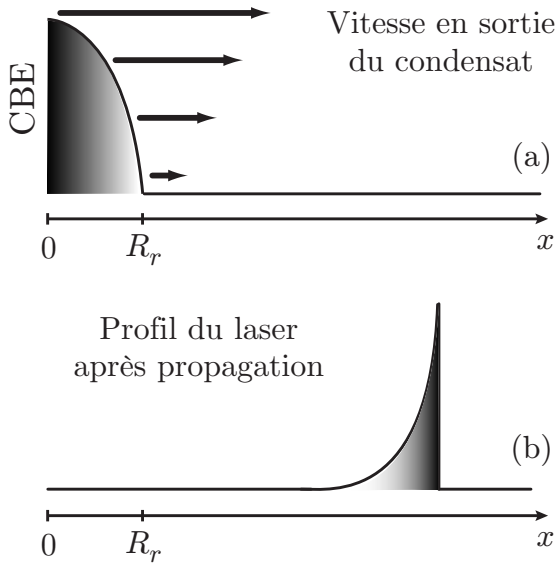 Vitesse en sortie
du condensat
CBE
(a)
0
R_r
x
Profil du laser
après propagation
(b)
0
R_r
x